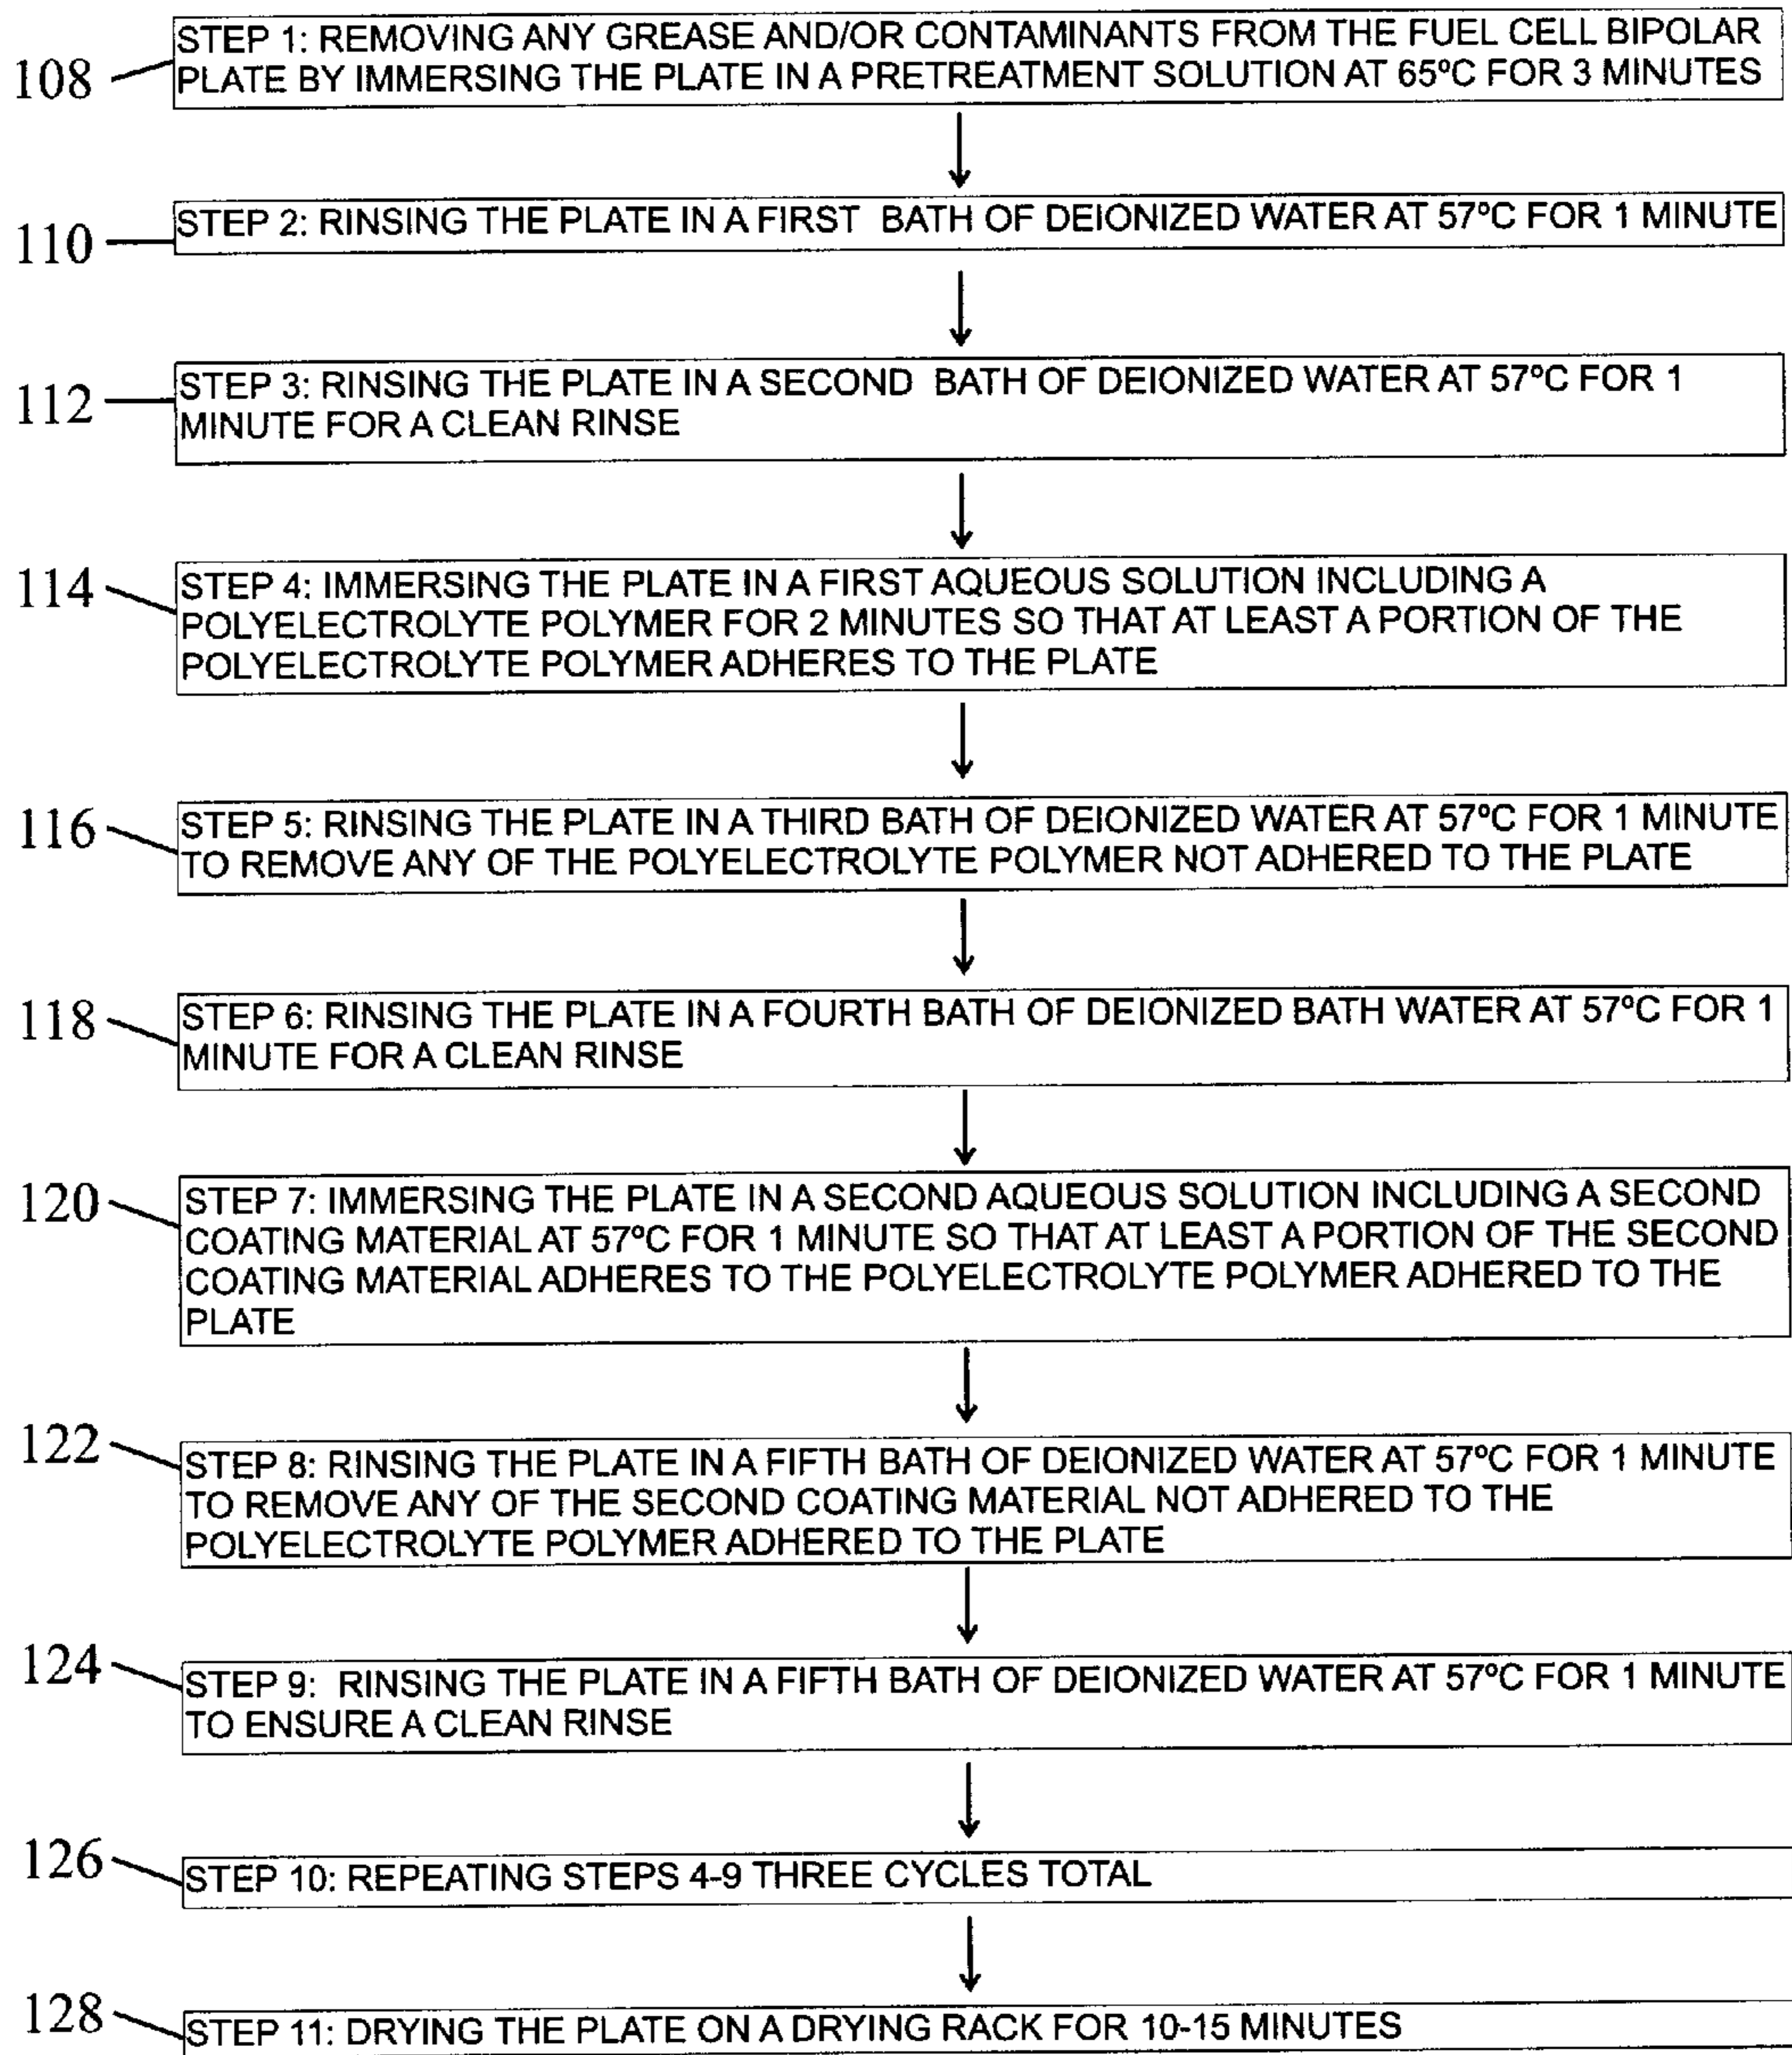 108
STEP 1: REMOVING ANY GREASE AND/OR CONTAMINANTS FROM THE FUEL CELL BIPOLAR
PLATE BY IMMERSING THE PLATE IN A PRETREATMENT SOLUTION AT 65ºC FOR 3 MINUTES
110
STEP 2: RINSING THE PLATE IN A FIRST BATH OF DEIONIZED WATER AT 57ºC FOR 1 MINUTE
112
STEP 3: RINSING THE PLATE IN A SECOND BATH OF DEIONIZED WATER AT 57ºC FOR 1
MINUTE FOR A CLEAN RINSE
114
STEP 4: IMMERSING THE PLATE IN A FIRST AQUEOUS SOLUTION INCLUDING A
POLYELECTROLYTE POLYMER FOR 2 MINUTES SO THAT AT LEAST A PORTION OF THE
POLYELECTROLYTE POLYMER ADHERES TO THE PLATE
116
STEP 5: RINSING THE PLATE IN A THIRD BATH OF DEIONIZED WATER AT 57ºC FOR 1 MINUTE
TO REMOVE ANY OF THE POLYELECTROLYTE POLYMER NOT ADHERED TO THE PLATE
118
STEP 6: RINSING THE PLATE IN A FOURTH BATH OF DEIONIZED BATH WATER AT 57ºC FOR 1
MINUTE FOR A CLEAN RINSE
120
STEP 7: IMMERSING THE PLATE IN A SECOND AQUEOUS SOLUTION INCLUDING A SECOND
COATING MATERIAL AT 57ºC FOR 1 MINUTE SO THAT AT LEAST A PORTION OF THE SECOND
COATING MATERIAL ADHERES TO THE POLYELECTROLYTE POLYMER ADHERED TO THE
PLATE
122
STEP 8: RINSING THE PLATE IN A FIFTH BATH OF DEIONIZED WATER AT 57ºC FOR 1 MINUTE
TO REMOVE ANY OF THE SECOND COATING MATERIAL NOT ADHERED TO THE
POLYELECTROLYTE POLYMER ADHERED TO THE PLATE
124
STEP 9: RINSING THE PLATE IN A FIFTH BATH OF DEIONIZED WATER AT 57ºC FOR 1 MINUTE
TO ENSURE A CLEAN RINSE
126
STEP 10: REPEATING STEPS 4-9 THREE CYCLES TOTAL
128
STEP 11: DRYING THE PLATE ON A DRYING RACK FOR 10-15 MINUTES